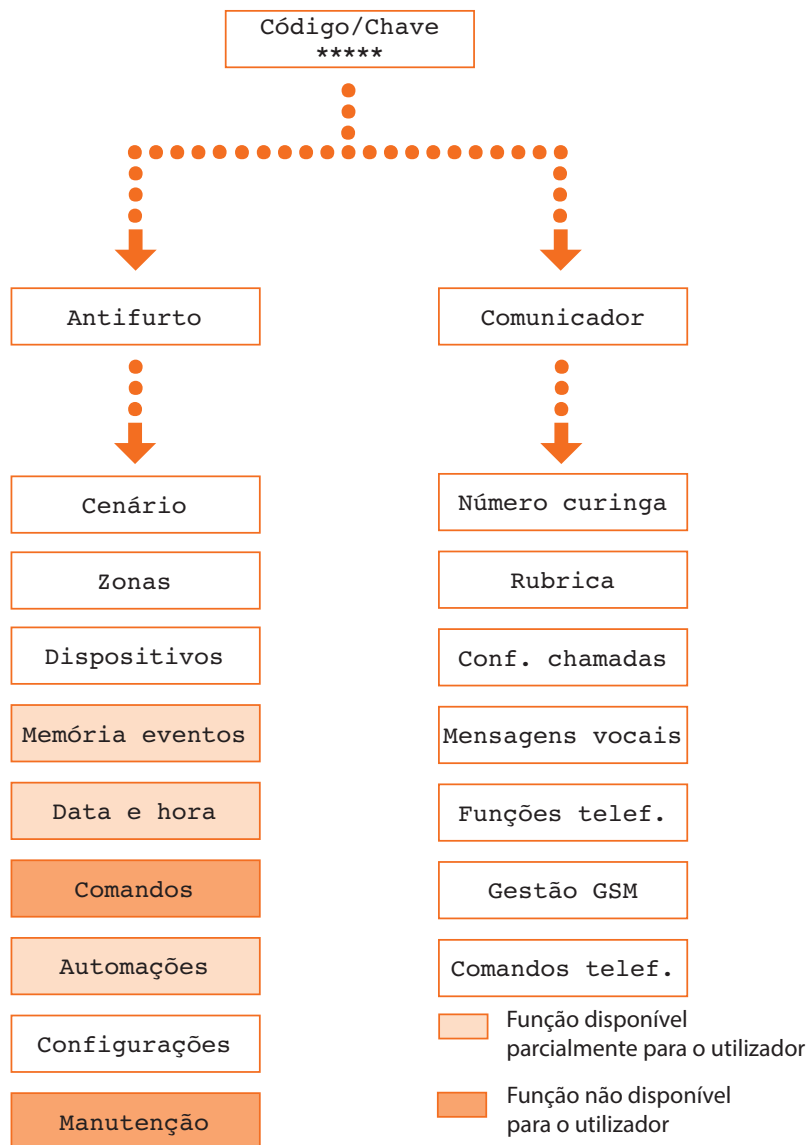 Código/Chave
*****
Antifurto
Comunicador
Cenário
Zonas
Dispositivos
Memória eventos
Data e hora
Comandos
Automações
Configurações
Manutenção
Número curinga
Rubrica
Conf. chamadas
Mensagens vocais
Funções telef.
Gestão GSM
Comandos telef.
Função disponível
parcialmente para o utilizador
Função não disponível
para o utilizador